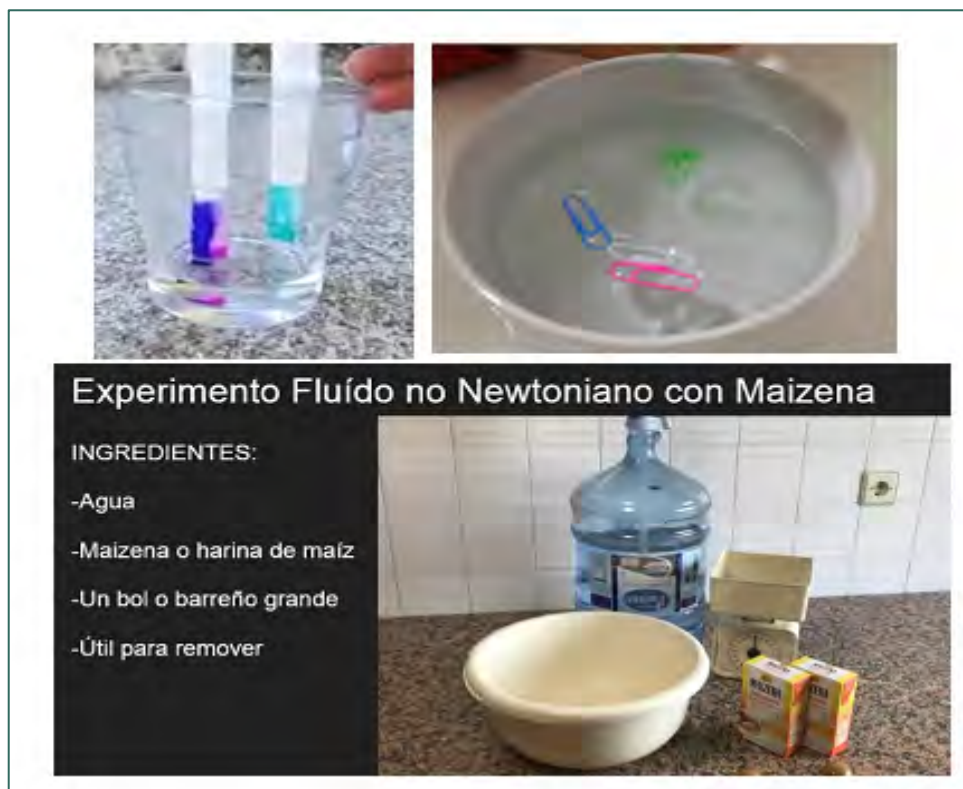 Experimento Fluído no Newtoniano con Maizena
INGREDIENTES:
-Agua
-Maizena o harina de maíz
-Un bol o barreño grande
-Útil para remover